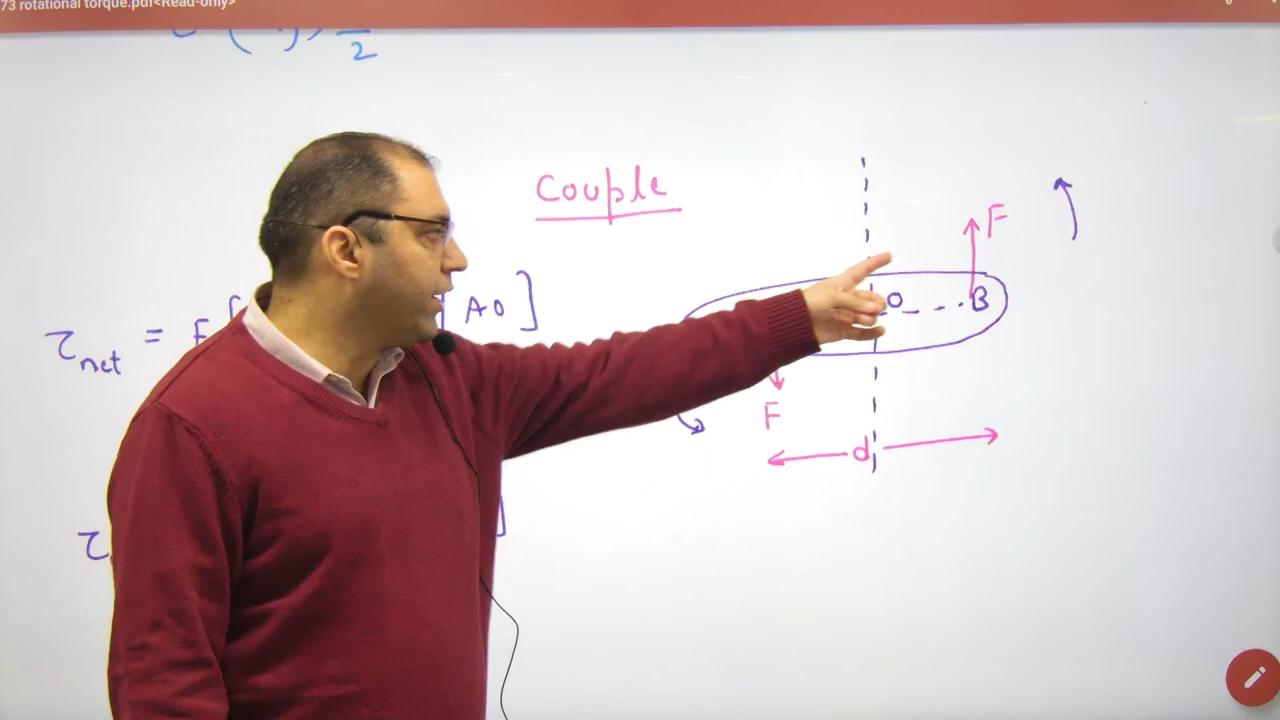 73 rotational torque.pdf<Read-only>
2
Couple
F
τnet = F [ [ AO ]
O
B
F
d
τ ]